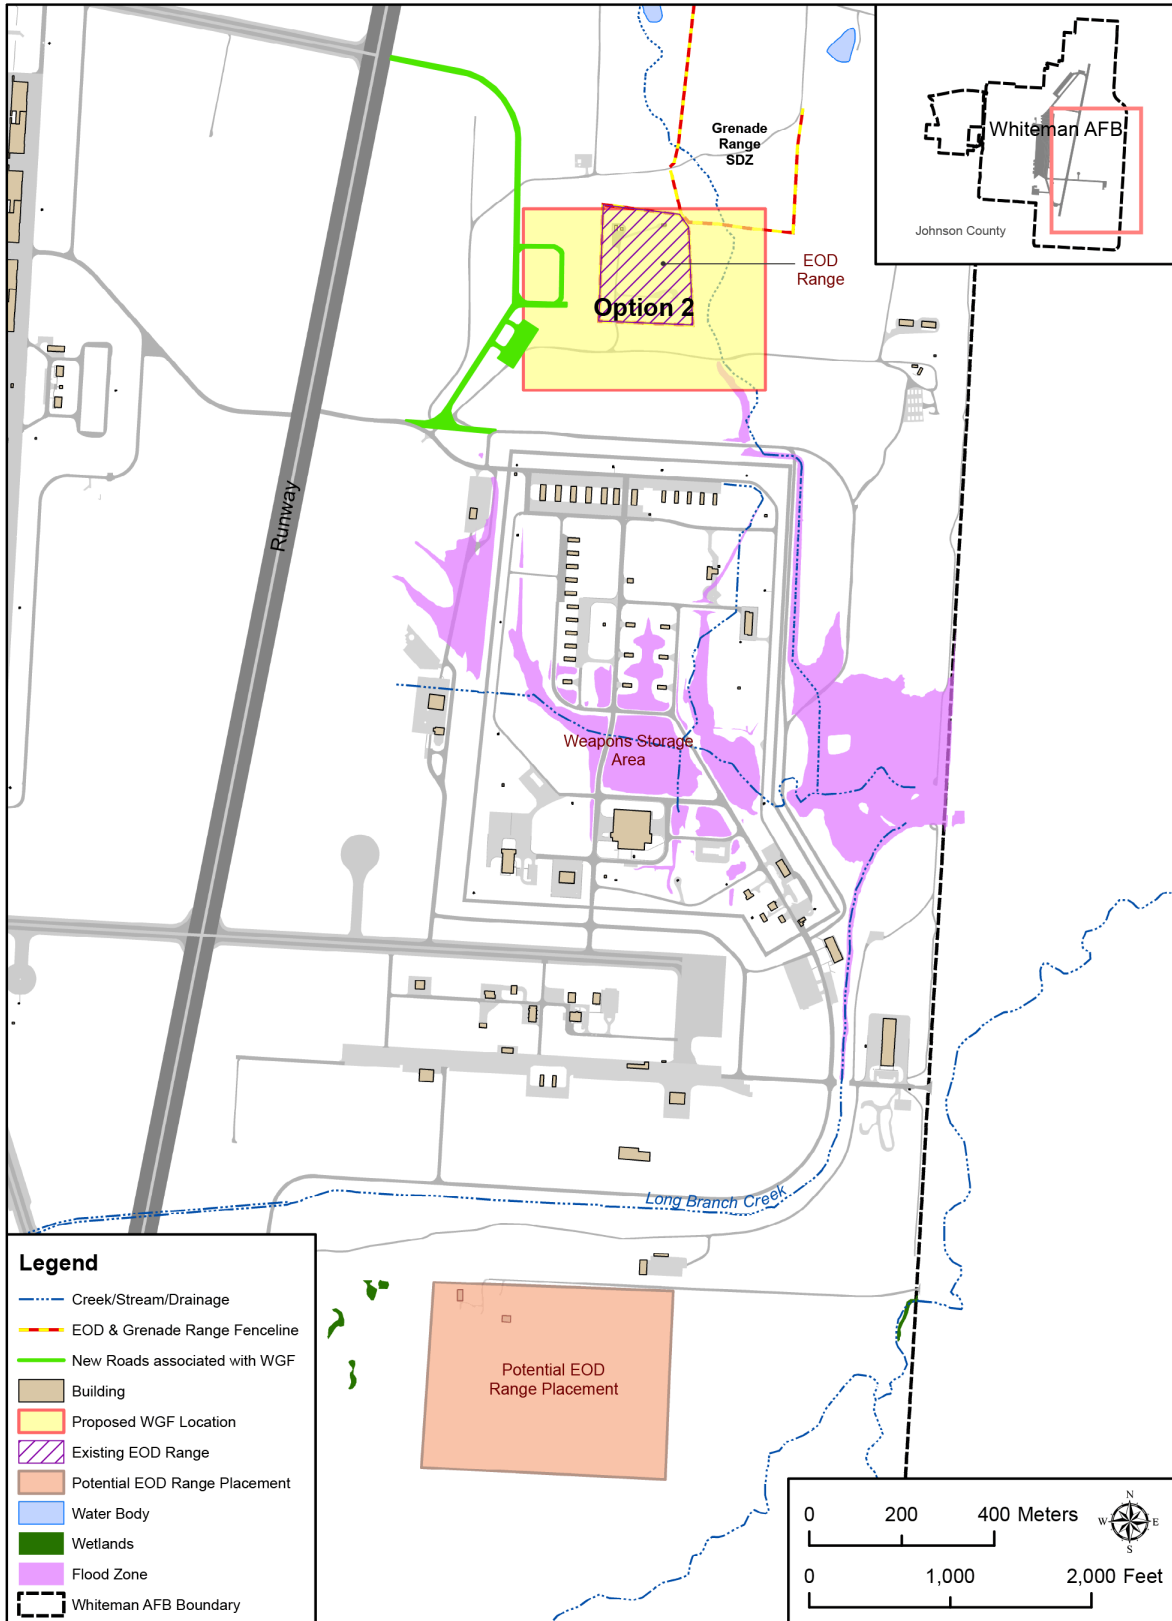 Whiteman AFB
Johnson County
Grenade
Range
SDZ
EOD
Range
Option 2
Runway
Weapons Storage
Area
Long Branch Creek
Potential EOD
Range Placement
Legend
Creek/Stream/Drainage
EOD & Grenade Range Fenceline
New Roads associated with WGF
Building
Proposed WGF Location
Existing EOD Range
Potential EOD Range Placement
Water Body
Wetlands
Flood Zone
Whiteman AFB Boundary
0 200 400 Meters
N
W E
S
0 1,000 2,000 Feet